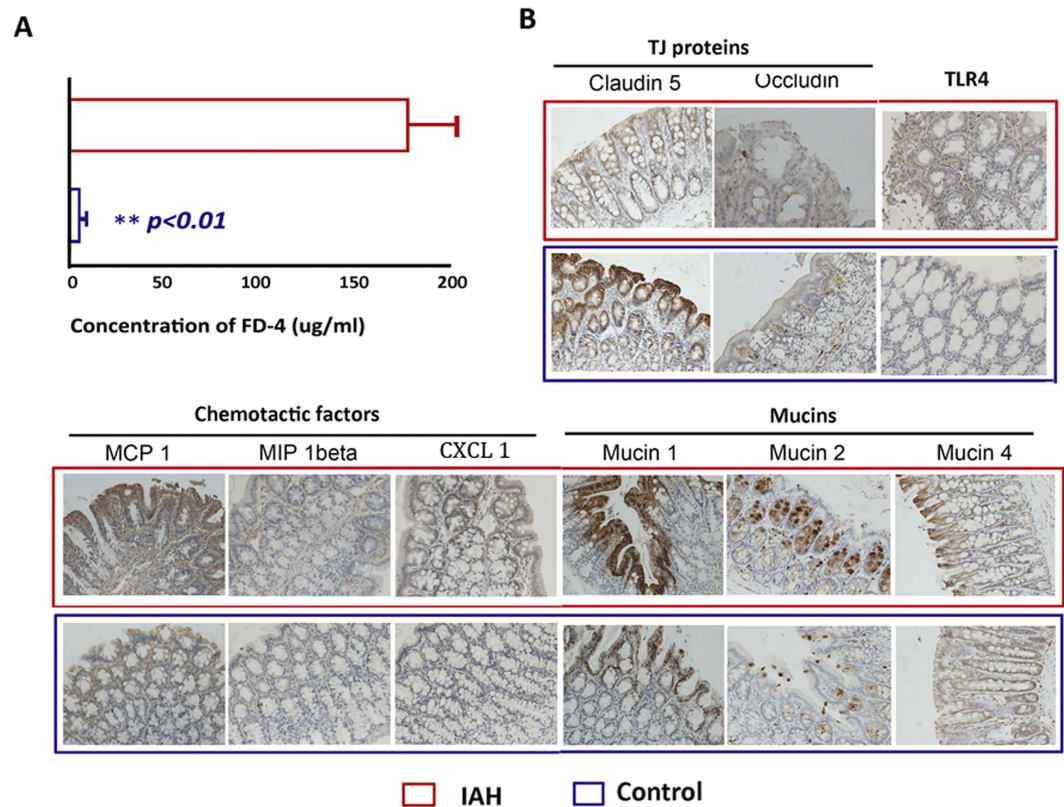 A
** p<0.01
0 50 100 150 200
Concentration of FD-4 (ug/ml)
B
TJ proteins
Claudin 5 Occludin TLR4
Chemotactic factors Mucins
MCP 1 MIP 1beta CXCL 1 Mucin 1 Mucin 2 Mucin 4
IAH Control